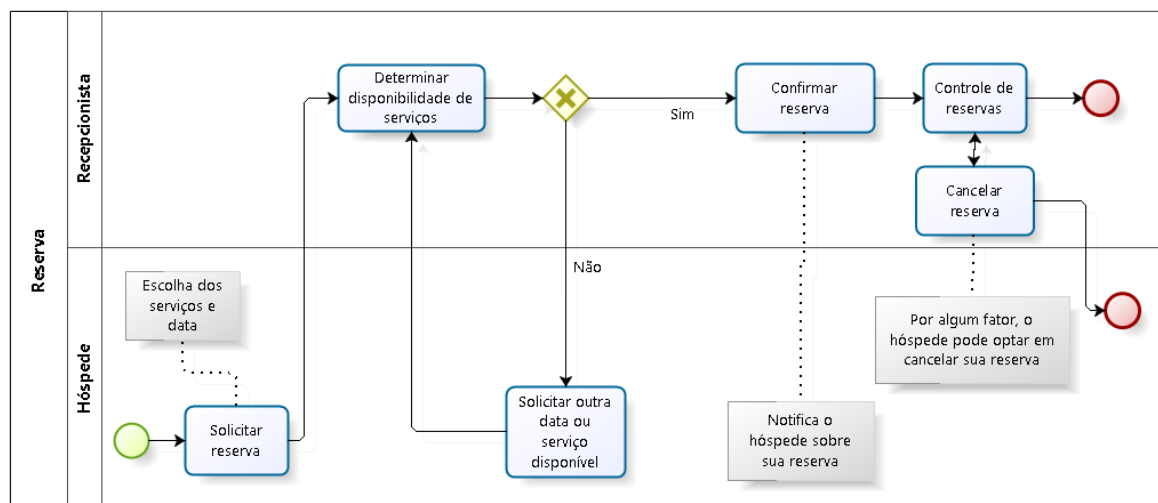 Reserva
Recepcionista
Determinar
disponibilidade de
serviços
Sim
Confirmar
reserva
Controle de
reservas
Cancelar
reserva
Não
Hóspede
Escolha dos
serviços e
data
Solicitar
reserva
Solicitar outra
data ou
serviço
disponível
Notifica o
hóspede sobre
sua reserva
Por algum fator, o
hóspede pode optar em
cancelar sua reserva